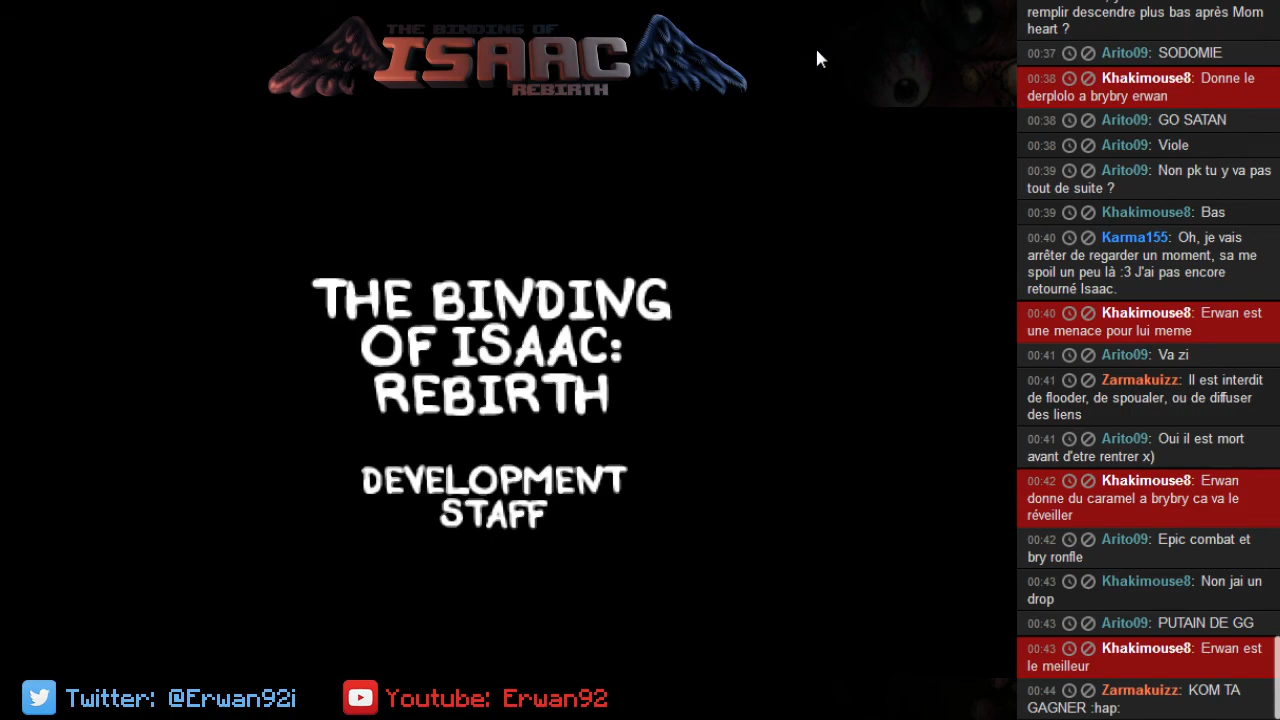 THE BINDING OF
ISAAC
REBIRTH
THE BINDING
OF ISAAC:
REBIRTH
DEVELOPMENT
STAFF
Twitter: @Erwan92i
Youtube: Erwan92
remplir descendre plus bas après Mom
heart ?
00:37 Arito09: SODOMIE
00:38 Khakimouse8: Donne le
derplolo a brybry erwan
00:38 Arito09: GO SATAN
00:38 Arito09: Viole
00:39 Arito09: Non pk tu y va pas
tout de suite ?
00:39 Khakimouse8: Bas
00:40 Karma155: Oh, je vais
arrêter de regarder un moment, sa me
spoil un peu là :3 J'ai pas encore
retourné Isaac.
00:40 Khakimouse8: Erwan est
une menace pour lui meme
00:41 Arito09: Va zi
00:41 Zarmakuizz: Il est interdit
de flooder, de spoualer, ou de diffuser
des liens
00:41 Arito09: Oui il est mort
avant d'etre rentrer x)
00:42 Khakimouse8: Erwan
donne du caramel a brybry ca va le
réveiller
00:42 Arito09: Epic combat et
bry ronfle
00:43 Khakimouse8: Non jai un
drop
00:43 Arito09: PUTAIN DE GG
00:43 Khakimouse8: Erwan est
le meilleur
00:44 Zarmakuizz: KOM TA
GAGNER :hap: